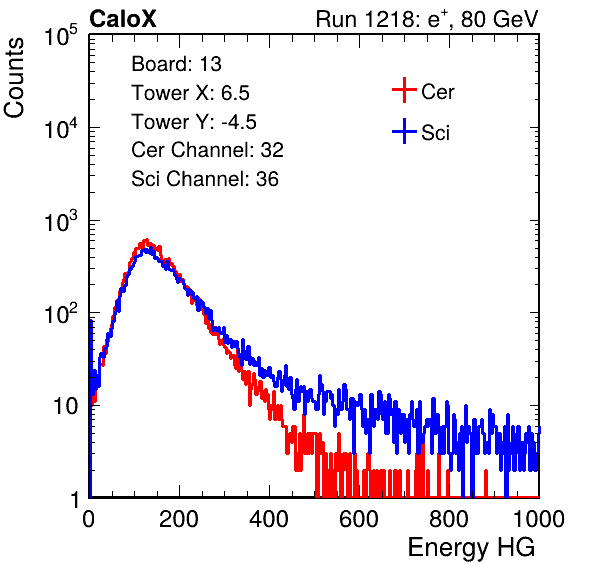 CaloX Run 1218: e⁺, 80 GeV
Board: 13
Tower X: 6.5
Tower Y: -4.5
Cer Channel: 32
Sci Channel: 36
Cer
Sci
Counts
10⁵
10⁴
10³
10²
10
1
0 200 400 600 800 1000
Energy HG